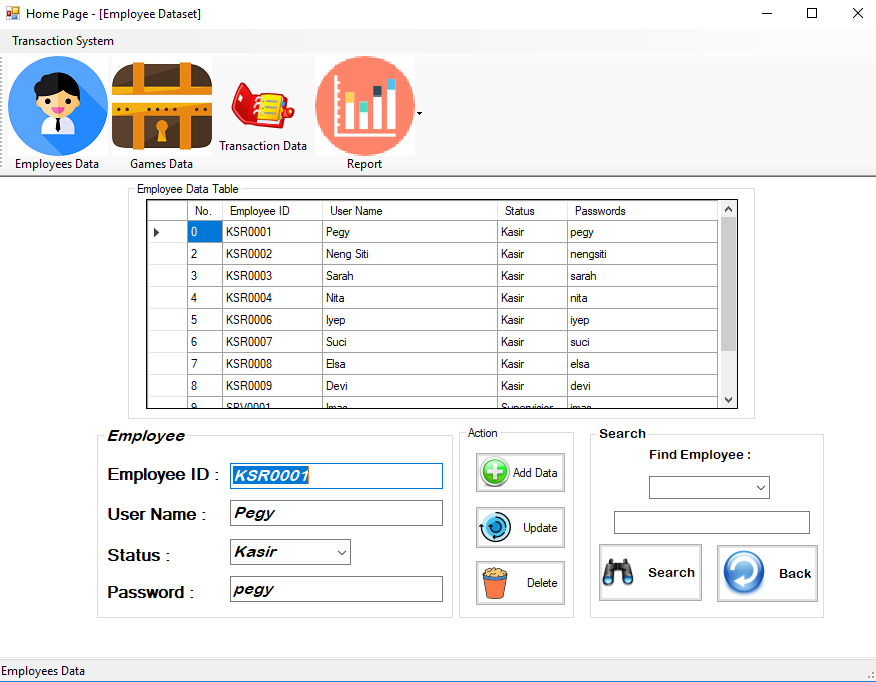 Home Page - [Employee Dataset]
Transaction System
Employees Data
Games Data
Transaction Data
Report
Employee Data Table
No. Employee ID User Name Status Passwords
0 KSR0001 Pegy Kasir pegy
2 KSR0002 Neng Siti Kasir nengsiti
3 KSR0003 Sarah Kasir sarah
4 KSR0004 Nita Kasir nita
5 KSR0006 Iyep Kasir iyep
6 KSR0007 Suci Kasir suci
7 KSR0008 Elsa Kasir elsa
8 KSR0009 Devi Kasir devi
9 SPV0001 Supervisior
Employee
Employee ID : KSR0001
User Name : Pegy
Status : Kasir
Password : pegy
Action
Add Data
Update
Delete
Search
Find Employee :
Search
Back
Employees Data